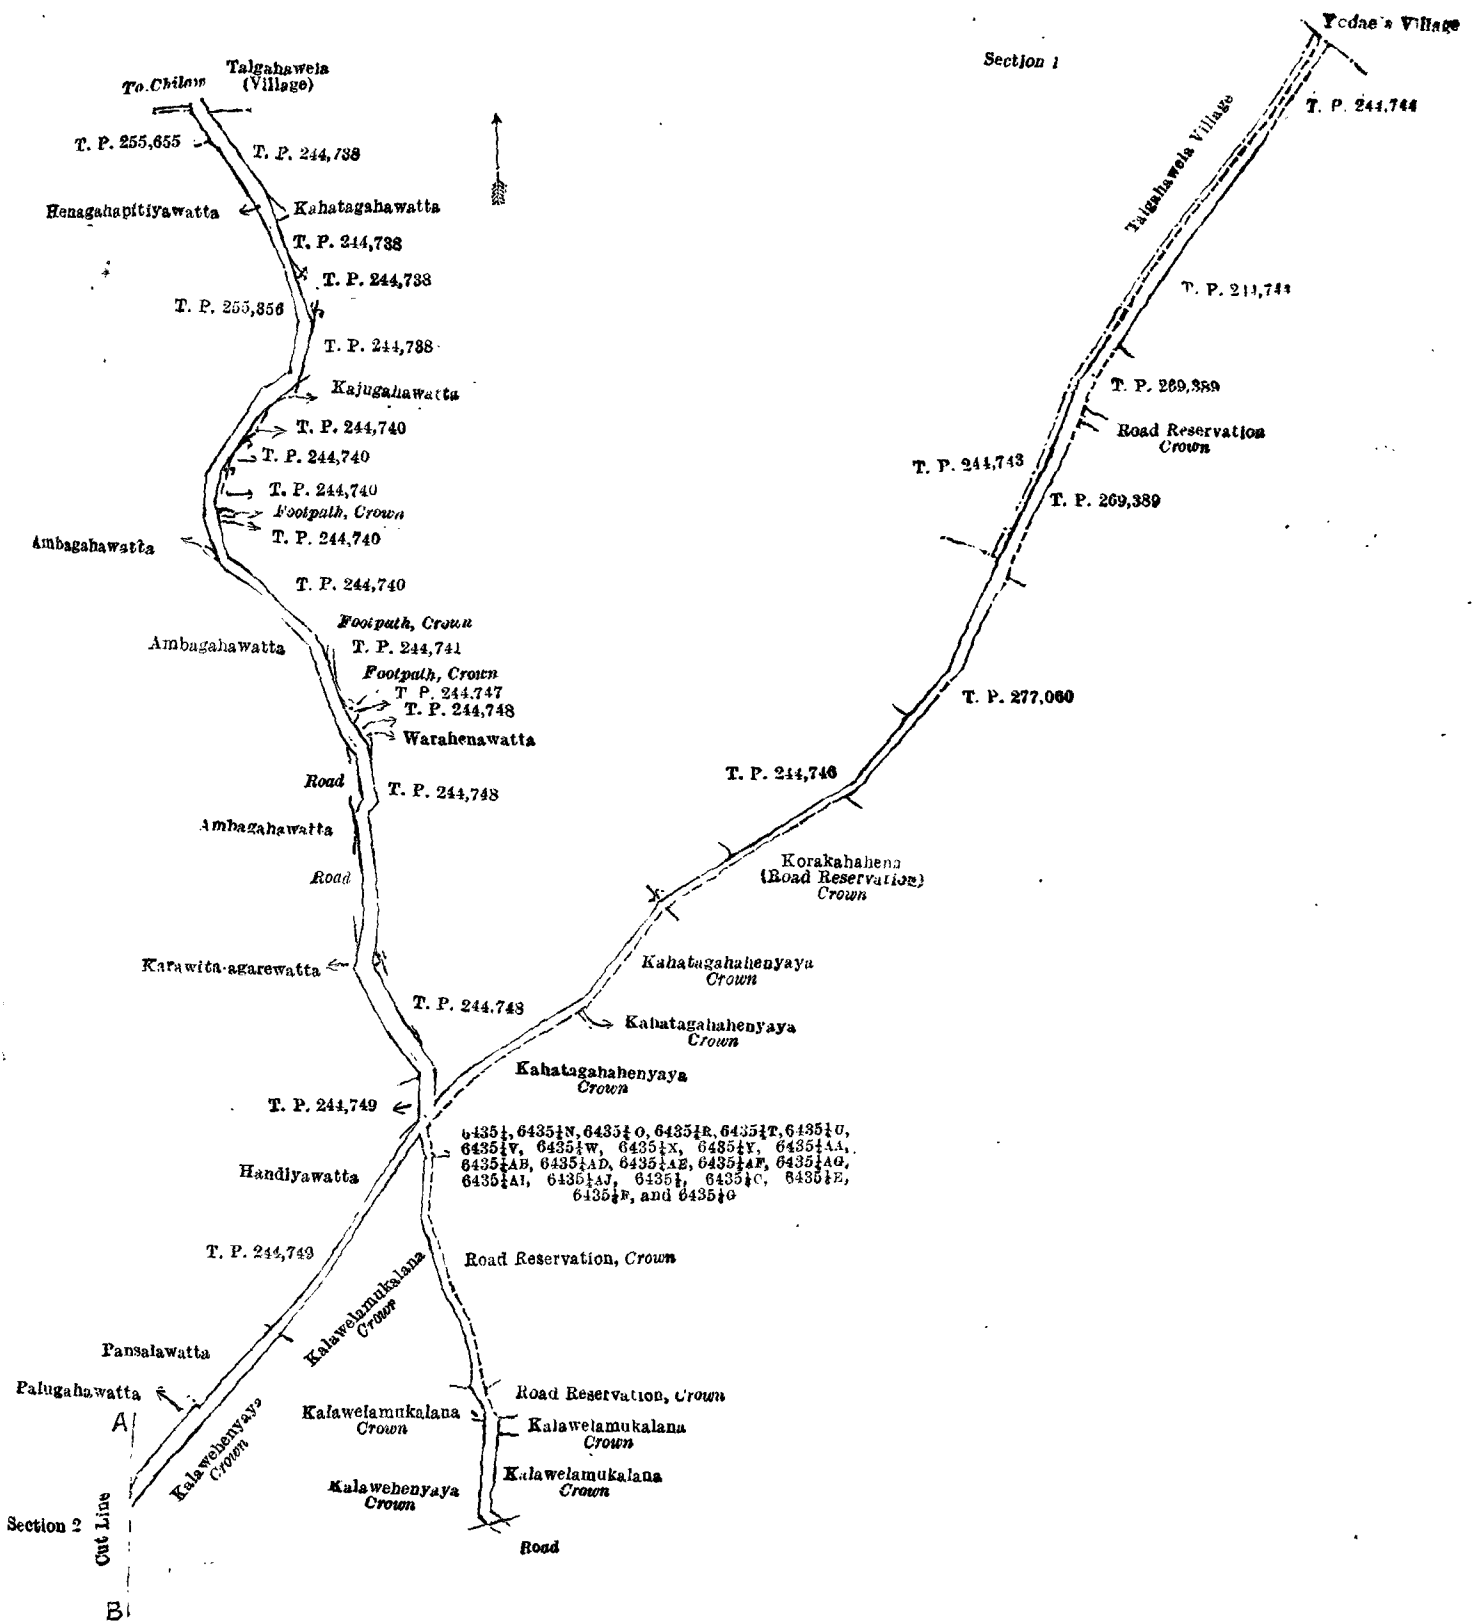 Section 1
Yodae's Village
To Chilaw
Talgahawela
(Village)
T. P. 244,744
T. P. 255,655
T. P. 244,738
Talgahawela Village
Henagahapitiyawatta
Kahatagahawatta
T. P. 244,738
T. P. 244,738
T. P. 255,856
T. P. 244,738
Kajugahawatta
T. P. 269,389
T. P. 244,740
Road Reservation
Crown
T. P. 244,740
T. P. 244,743
T. P. 244,740
T. P. 269,389
Footpath, Crown
T. P. 244,740
Ambagahawatta
T. P. 244,740
Footpath, Crown
Ambagahawatta
T. P. 244,741
Footpath, Crown
T. P. 244.747
T. P. 244,748
T. P. 277,060
Warahenawatta
T. P. 244,746
Road
T. P. 244,748
Ambagahawatta
Korakahahena
(Road Reservation)
Crown
Road
Karawita-agarewatta
Kahatagahahenyaya
Crown
T. P. 244.748
Kahatagahahenyaya
Crown
Kahatagahahenyaya
Crown
T. P. 244,749
and
Handiyawatta
T. P. 244,749
Kalawelamukalana
Crown
Road Reservation, Crown
Pansalawatta
Palugahawatta
A
Kalawehenyaya
Crown
Road Reservation, Crown
Kalawelamukalana
Crown
Kalawelamukalana
Crown
Kalawelamukalana
Crown
Kalawehenyaya
Crown
Section 2
Cut Line
Road
B